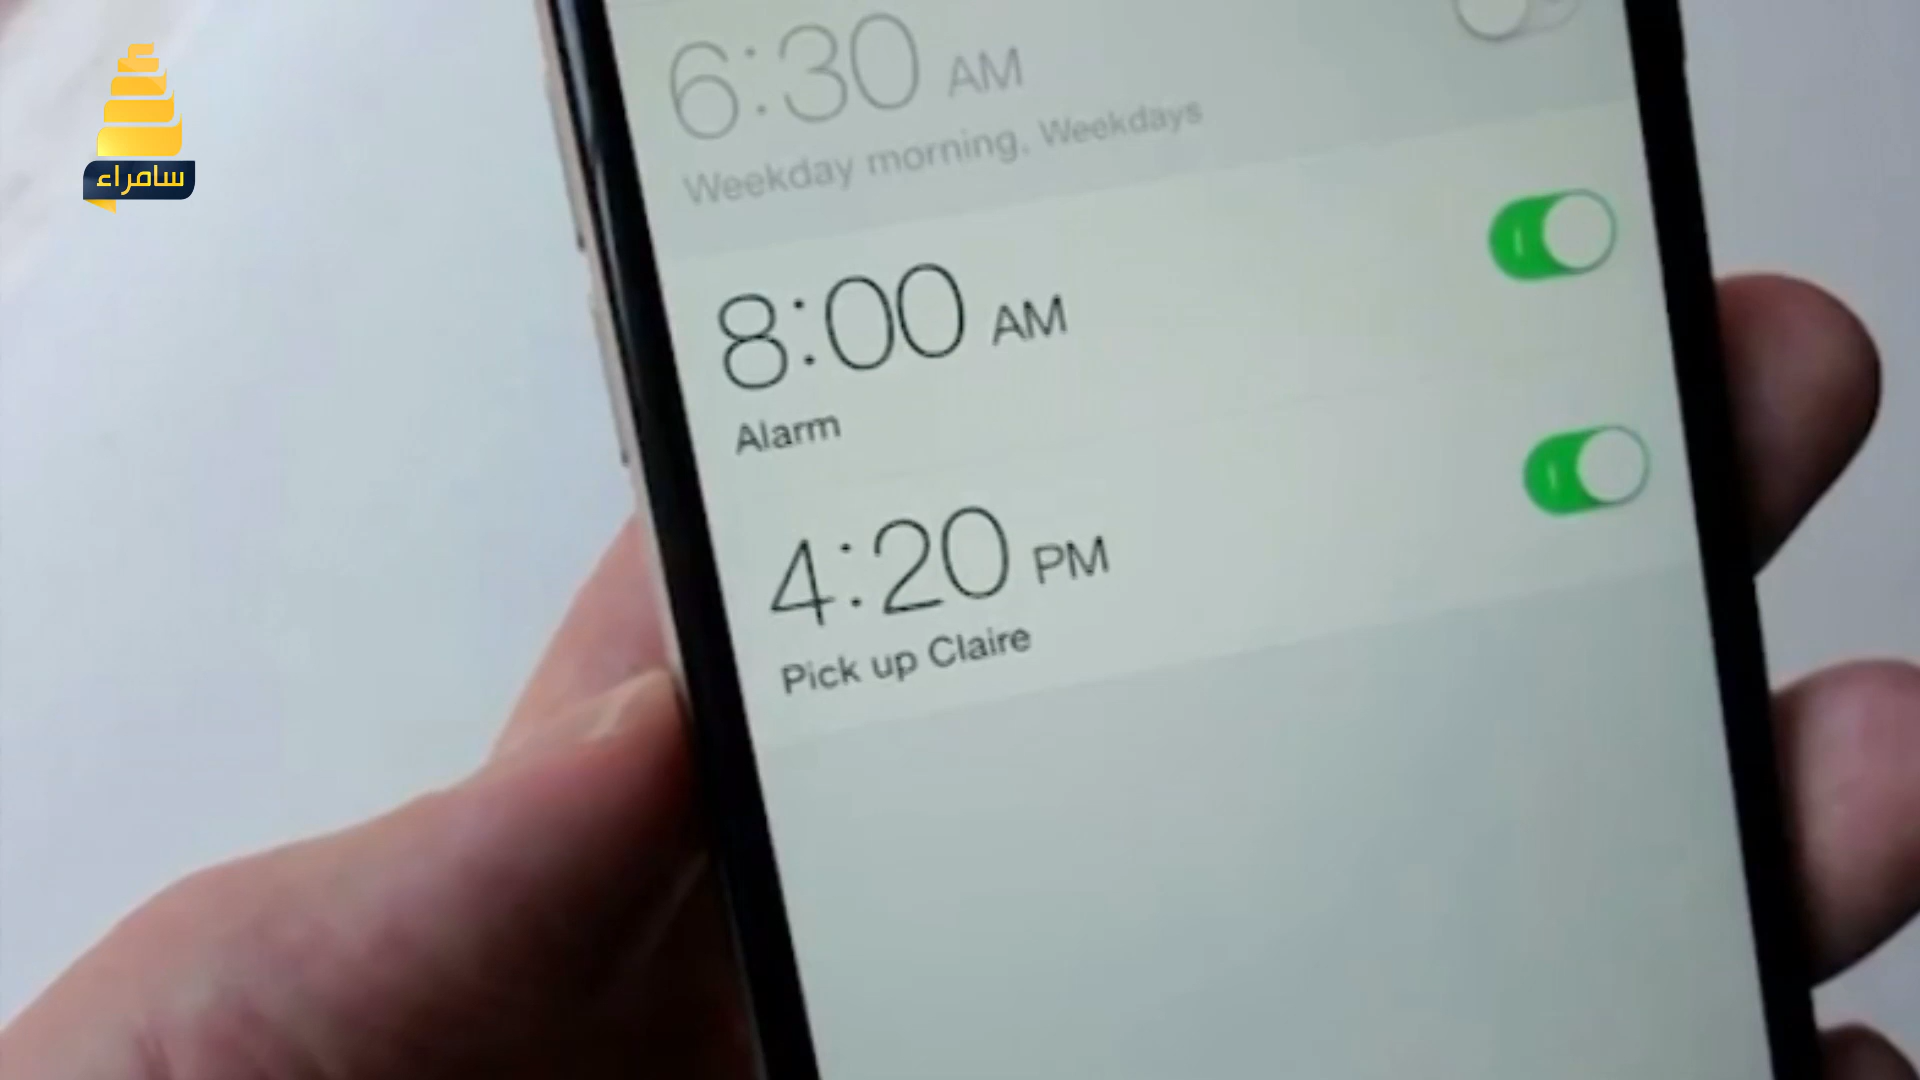 سامراء
6:30 AM
Weekday morning, Weekdays
8:00 AM
Alarm
4:20 PM
Pick up Claire